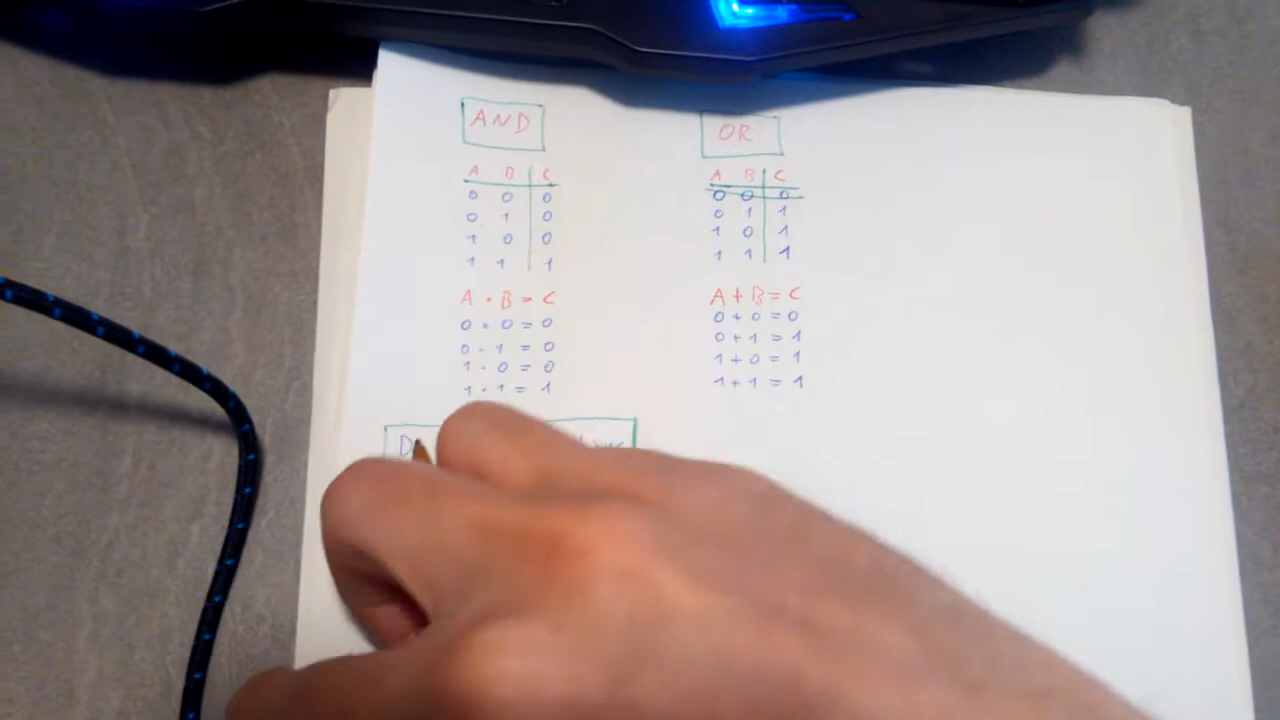 AND
A B C
0 0 0
0 1 0
1 0 0
1 1 1
A · B = C
0 · 0 = 0
0 · 1 = 0
1 · 0 = 0
1 · 1 = 1
OR
A B C
0 0 0
0 1 1
1 0 1
1 1 1
A + B = C
0 + 0 = 0
0 + 1 = 1
1 + 0 = 1
1 + 1 = 1